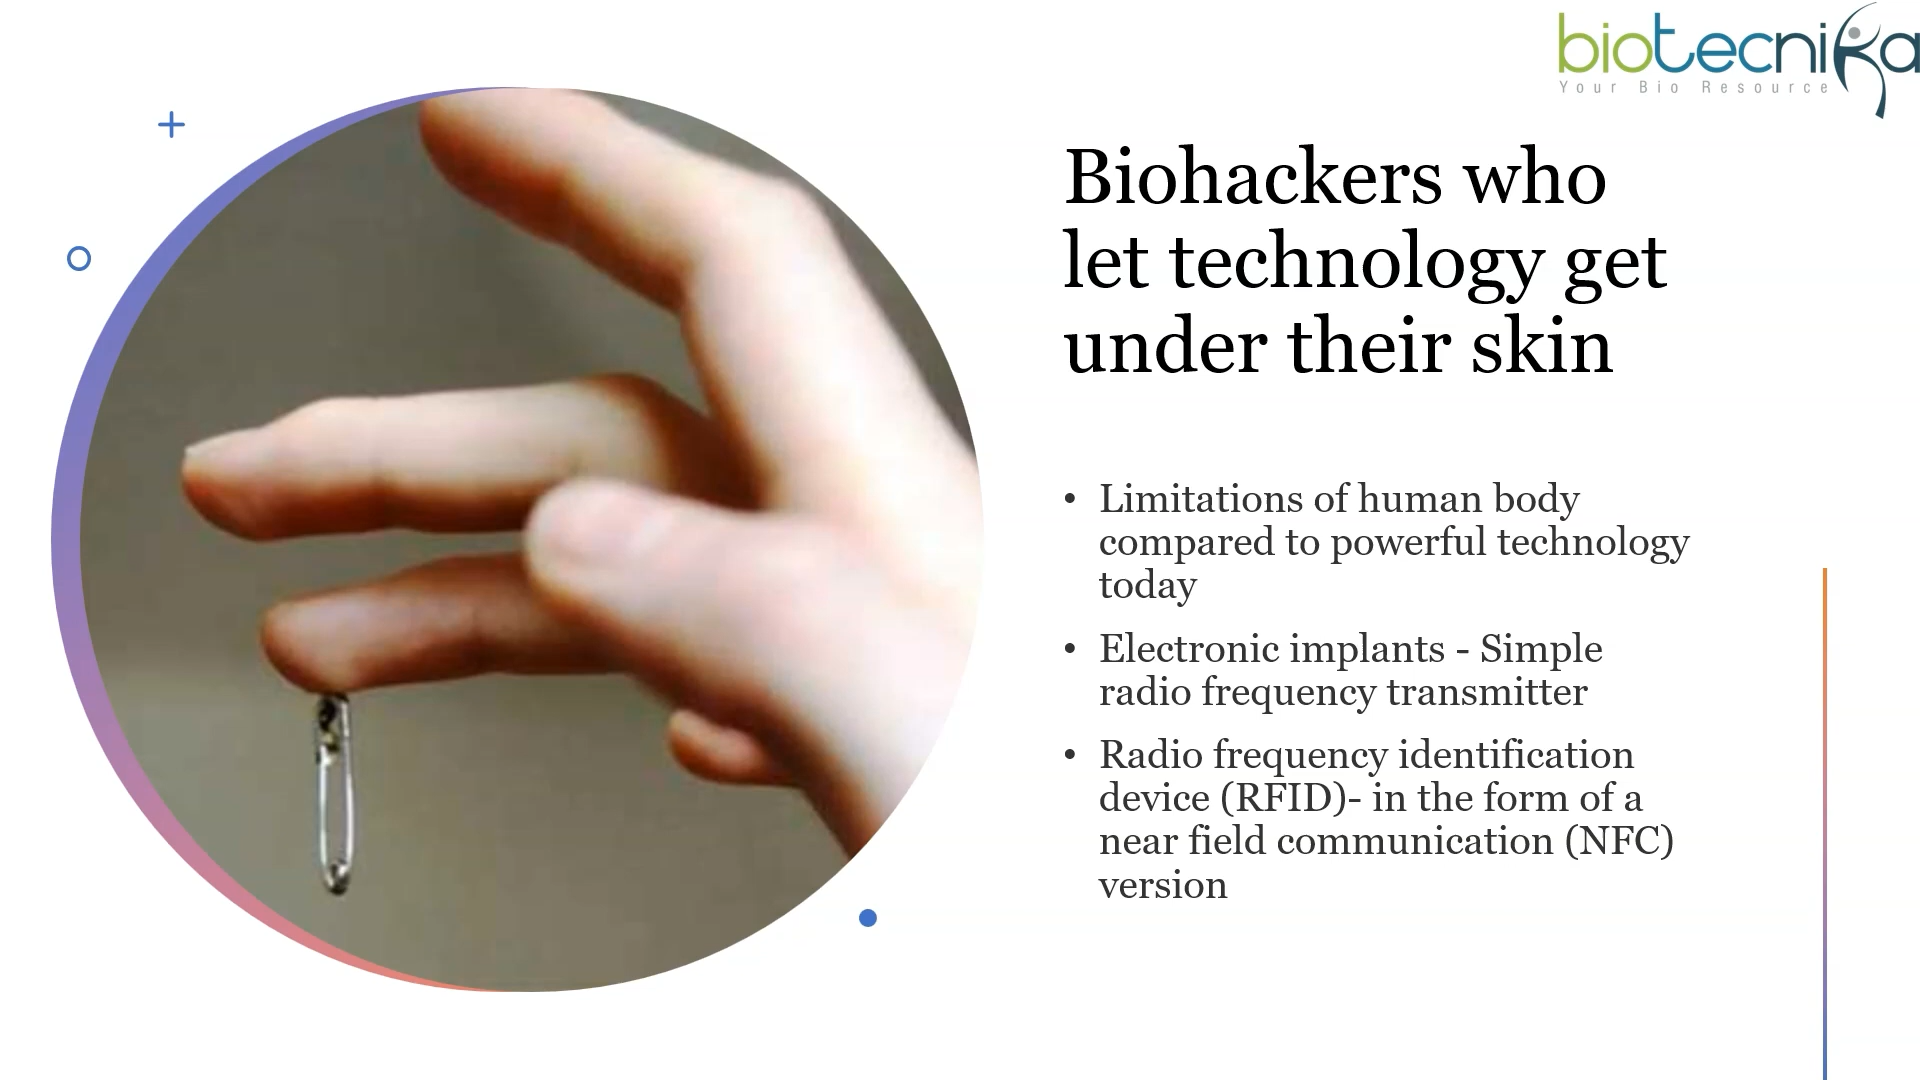 biotecnika
Your Bio Resource
Biohackers who
let technology get
under their skin
• Limitations of human body
compared to powerful technology
today
• Electronic implants - Simple
radio frequency transmitter
• Radio frequency identification
device (RFID)- in the form of a
near field communication (NFC)
version